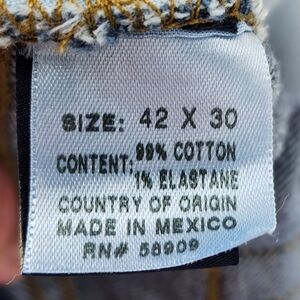 SIZE: 42 X 30
CONTENT: 99% COTTON
1% ELASTANE
COUNTRY OF ORIGIN
MADE IN MEXICO
RN# 58909